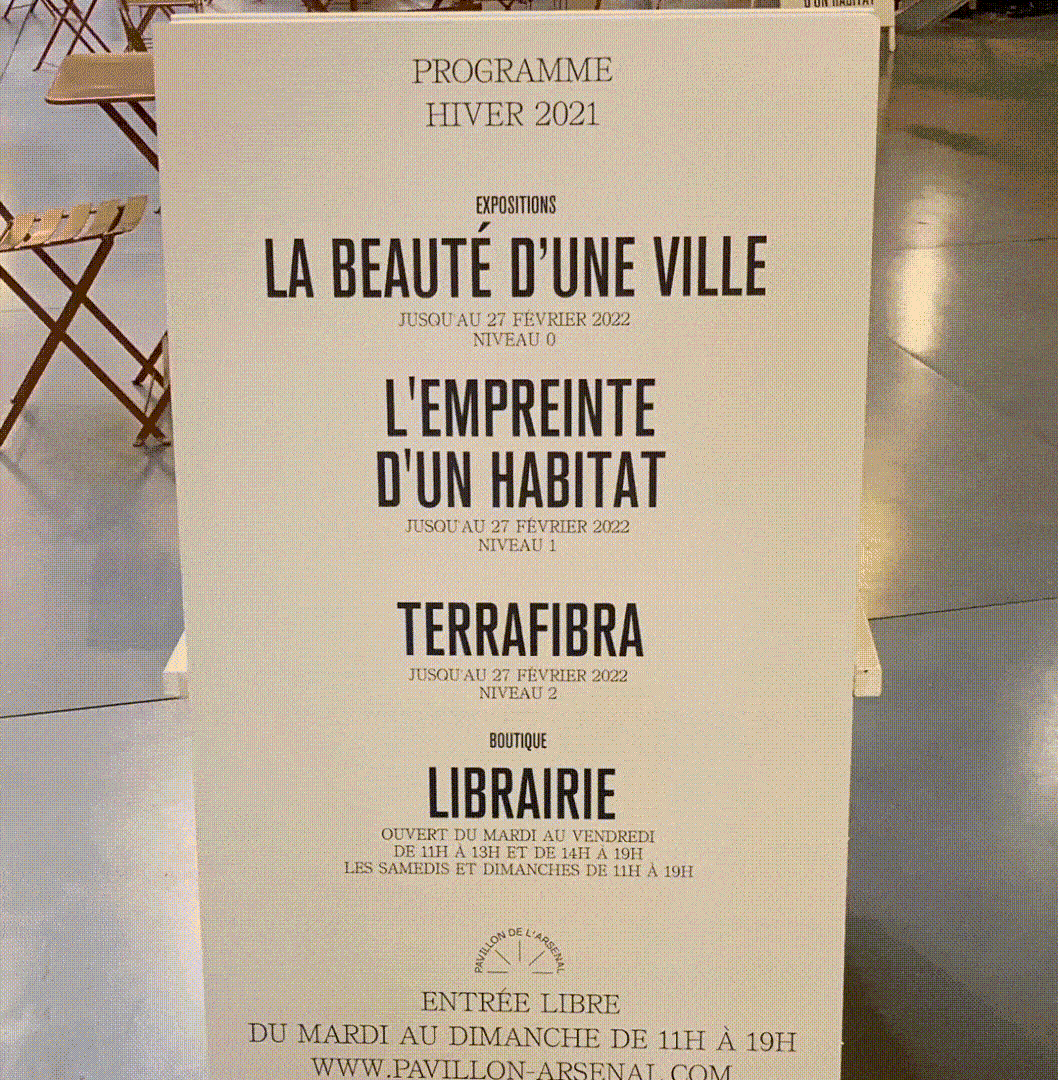 D'UN HABITAT
PROGRAMME
HIVER 2021
EXPOSITIONS
LA BEAUTÉ D’UNE VILLE
JUSQU'AU 27 FÉVRIER 2022
NIVEAU 0
L'EMPREINTE
D'UN HABITAT
JUSQU'AU 27 FÉVRIER 2022
NIVEAU 1
TERRAFIBRA
JUSQU'AU 27 FÉVRIER 2022
NIVEAU 2
BOUTIQUE
LIBRAIRIE
OUVERT DU MARDI AU VENDREDI
DE 11H À 13H ET DE 14H À 19H
LES SAMEDIS ET DIMANCHES DE 11H À 19H
PAVILLON DE L'ARSENAL
ENTRÉE LIBRE
DU MARDI AU DIMANCHE DE 11H À 19H
WWW.PAVILLON-ARSENAL.COM